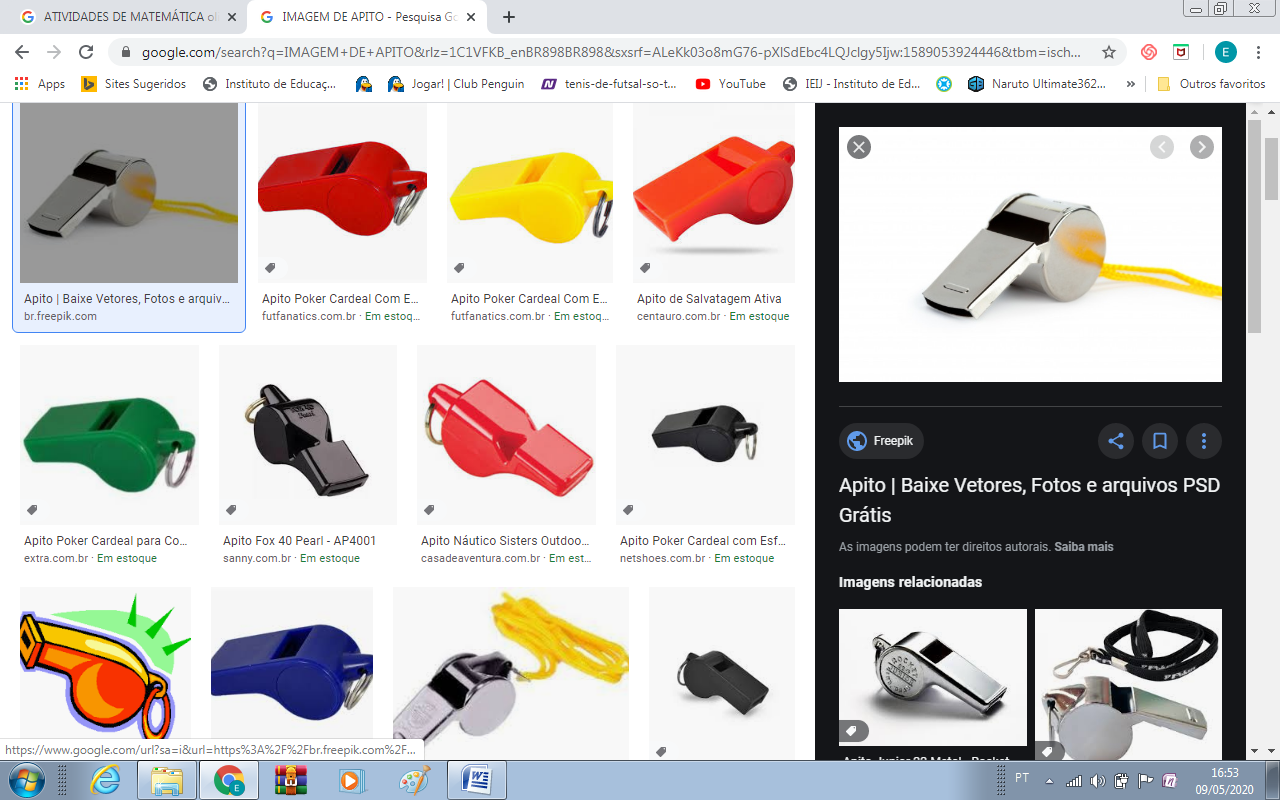 ATIVIDADES DE MATEMÁTICA ol
IMAGEM DE APITO - Pesquisa Go
google.com/search?q=IMAGEM+DE+APITO&rlz=1C1VFKB_enBR898BR898&sxsrf=ALeKk03o8mG76-pXlSdEbc4LQJclgy5Ijw:1589053924446&tbm=isch...
E
Apps
Sites Sugeridos
Instituto de Educaç...
Jogar! | Club Penguin
tenis-de-futsal-so-t...
YouTube
IEIJ - Instituto de Ed...
Naruto Ultimate362...
»
Outros favoritos
Apito | Baixe Vetores, Fotos e arquiv...
br.freepik.com
Apito Poker Cardeal Com E...
futfanatics.com.br · Em estoq...
Apito Poker Cardeal Com E...
futfanatics.com.br · Em estoq...
Apito de Salvatagem Ativa
centauro.com.br · Em estoque
Apito Poker Cardeal para Co...
extra.com.br · Em estoque
Apito Fox 40 Pearl - AP4001
sanny.com.br · Em estoque
Apito Náutico Sisters Outdoo...
casadeaventura.com.br · Em est...
Apito Poker Cardeal com Esf...
netshoes.com.br · Em estoque
Freepik
Apito | Baixe Vetores, Fotos e arquivos PSD
Grátis
As imagens podem ter direitos autorais. Saiba mais
Imagens relacionadas
https://www.google.com/url?sa=i&url=https%3A%2F%2Fbr.freepik.com%2F...
PT
16:53
09/05/2020